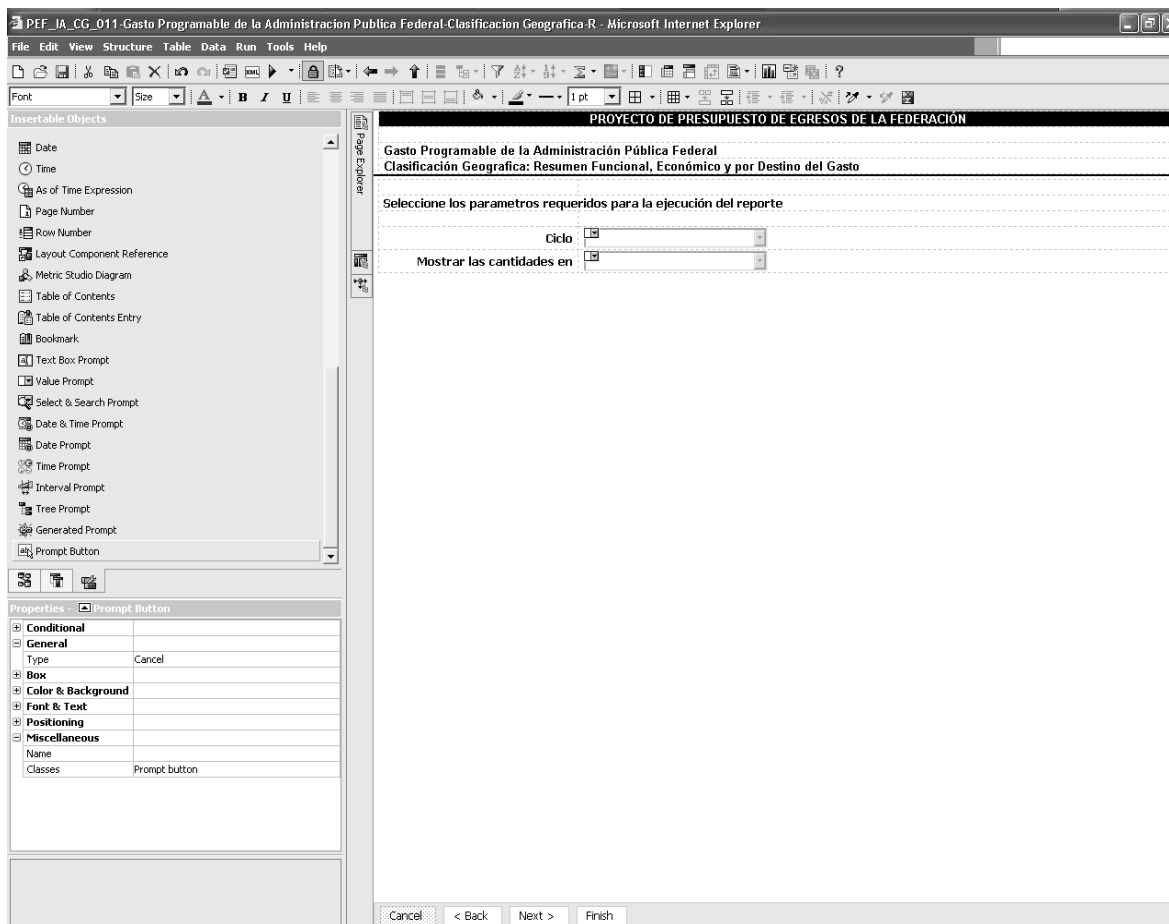 PEF_IA_CG_011-Gasto Programable de la Administracion Publica Federal-Clasificacion Geografica-R - Microsoft Internet Explorer
File Edit View Structure Table Data Run Tools Help
Font Size 1 pt
Insertable Objects
Date
Time
As of Time Expression
Page Number
Row Number
Layout Component Reference
Metric Studio Diagram
Table of Contents
Table of Contents Entry
Bookmark
Text Box Prompt
Value Prompt
Select & Search Prompt
Date & Time Prompt
Date Prompt
Time Prompt
Interval Prompt
Tree Prompt
Generated Prompt
Prompt Button
Properties - Prompt Button
Conditional
General
Type Cancel
Box
Color & Background
Font & Text
Positioning
Miscellaneous
Name
Classes Prompt button
Page Explorer
PROYECTO DE PRESUPUESTO DE EGRESOS DE LA FEDERACIÓN
Gasto Programable de la Administración Pública Federal
Clasificación Geografica: Resumen Funcional, Económico y por Destino del Gasto
Seleccione los parametros requeridos para la ejecución del reporte
Ciclo
Mostrar las cantidades en
Cancel < Back Next > Finish